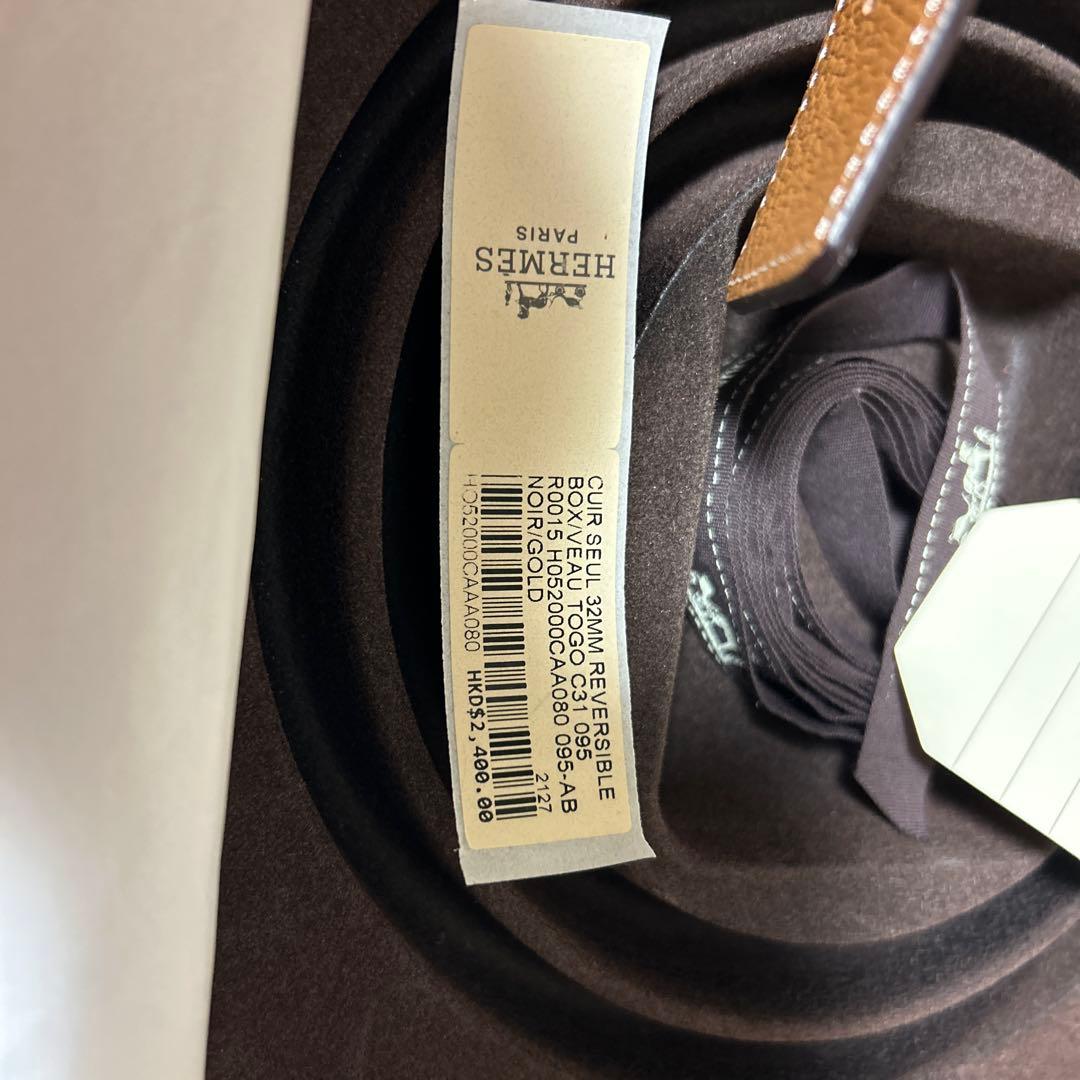 HERMÈS
PARIS
CUIR SEUL 32MM REVERSIBLE
BOX/VEAU TOGO C31 095
R0015 H052000CAA080 095-AB
NOIR/GOLD
2127
H052000CAAA080 HKD$2,400.00